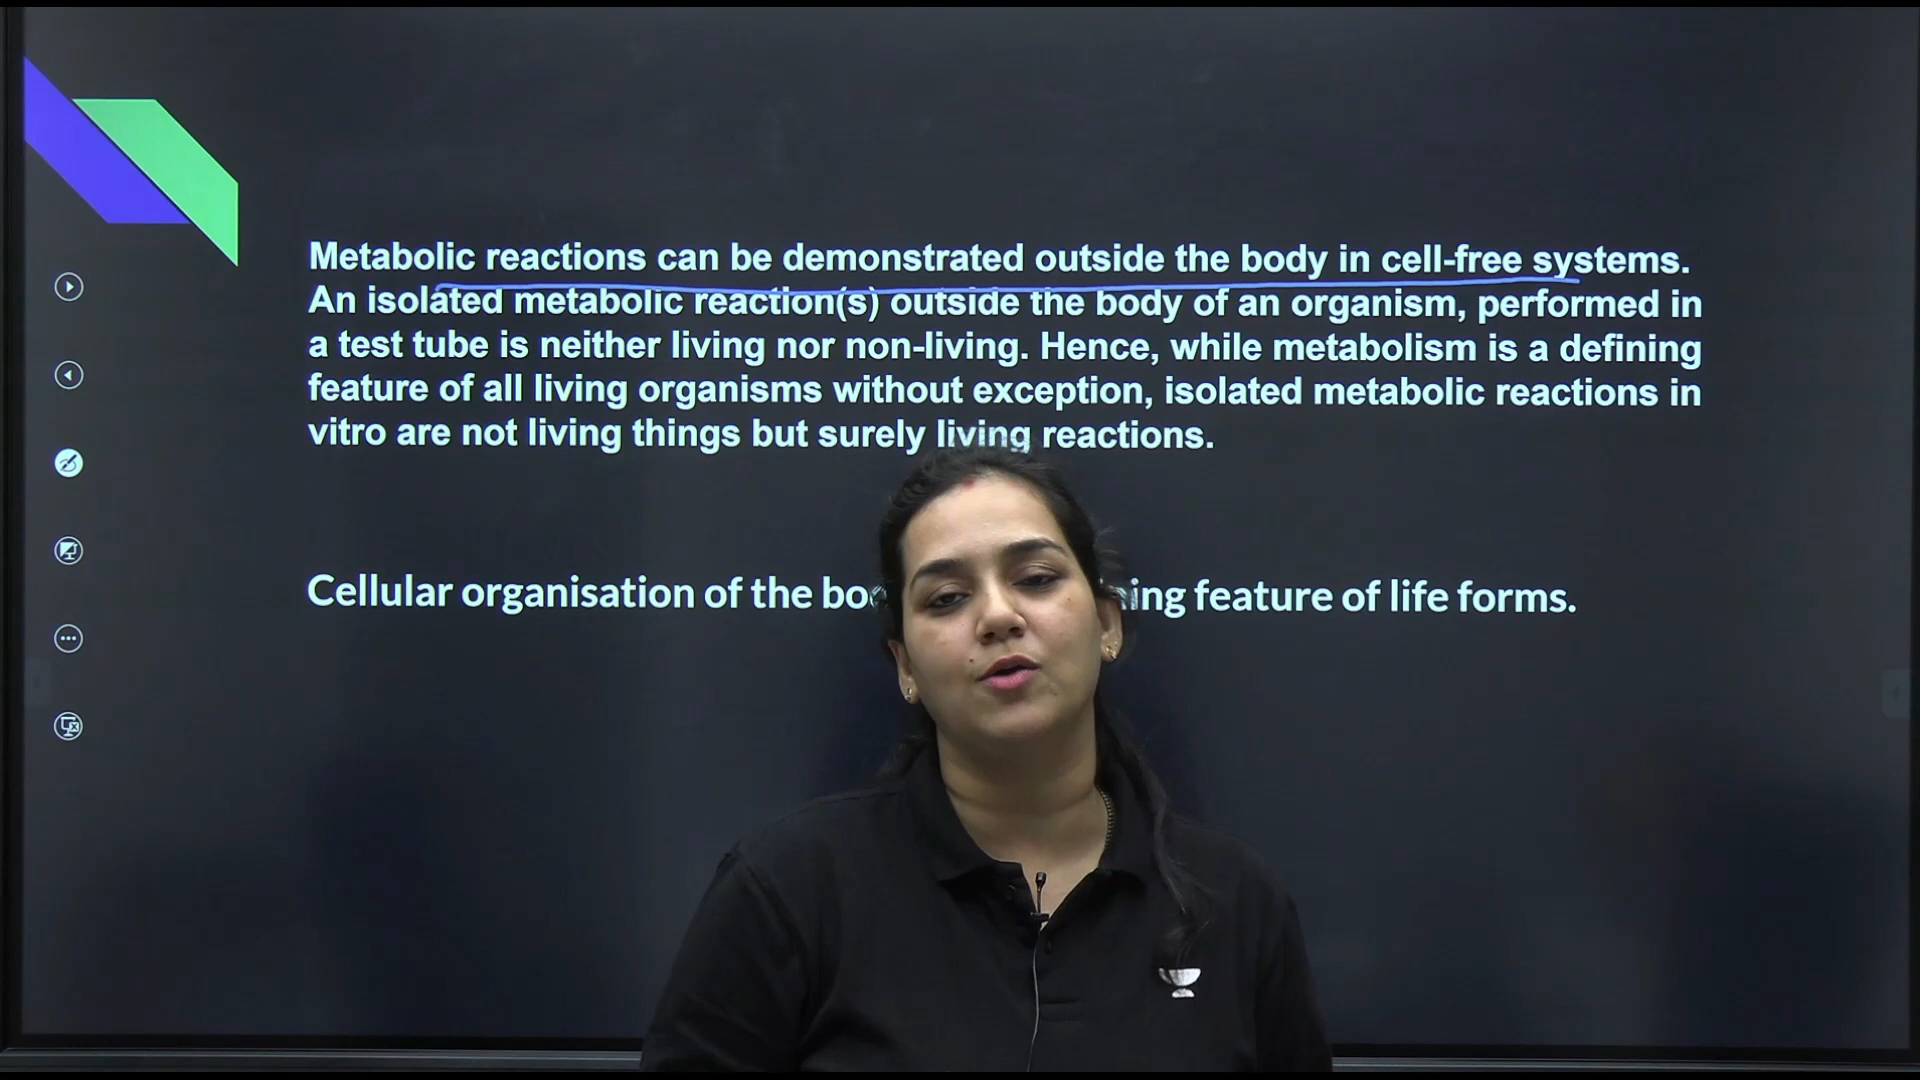 Metabolic reactions can be demonstrated outside the body in cell-free systems.
An isolated metabolic reaction(s) outside the body of an organism, performed in
a test tube is neither living nor non-living. Hence, while metabolism is a defining
feature of all living organisms without exception, isolated metabolic reactions in
vitro are not living things but surely living reactions.
Cellular organisation of the feature of life forms.